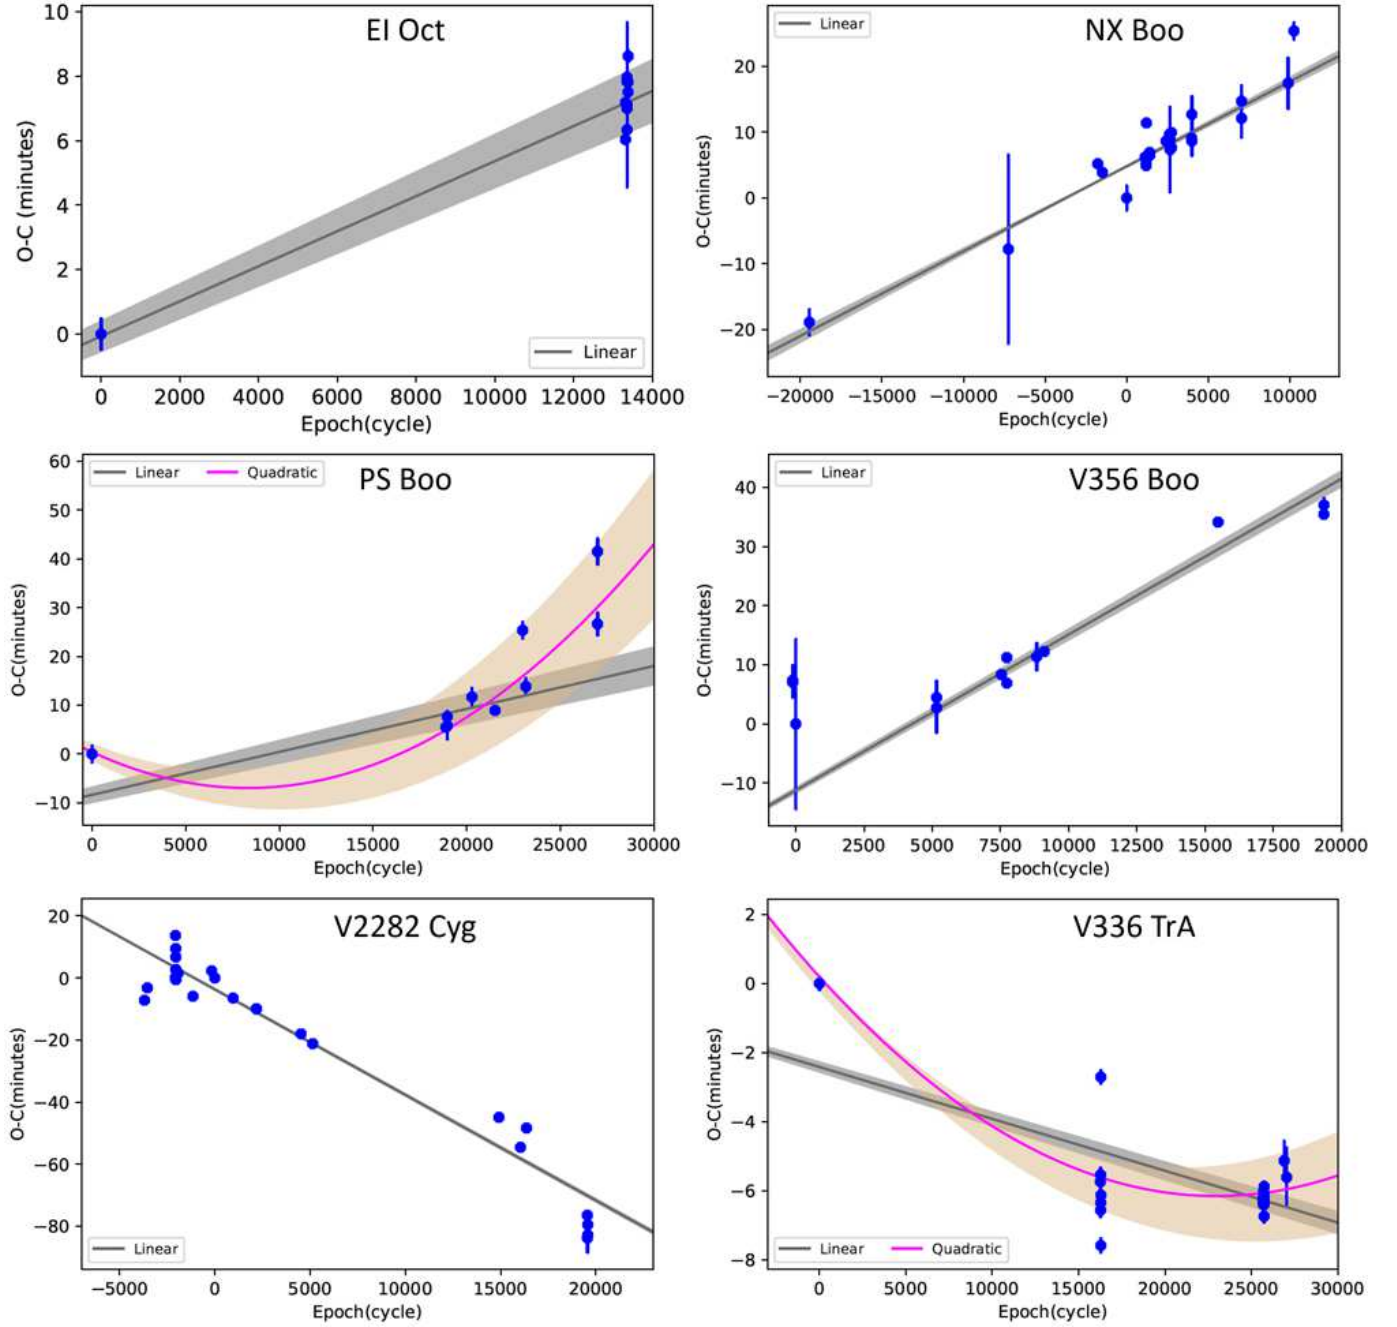 EI Oct
O-C (minutes)
10
8
6
4
2
0
Linear
0 2000 4000 6000 8000 10000 12000 14000
Epoch(cycle)
Linear
NX Boo
O-C(minutes)
20
10
0
−10
−20
−20000 −15000 −10000 −5000 0 5000 10000
Epoch(cycle)
Linear Quadratic
PS Boo
O-C(minutes)
60
50
40
30
20
10
0
−10
0 5000 10000 15000 20000 25000 30000
Epoch(cycle)
Linear
V356 Boo
O-C(minutes)
40
30
20
10
0
−10
0 2500 5000 7500 10000 12500 15000 17500 20000
Epoch(cycle)
V2282 Cyg
O-C(minutes)
20
0
−20
−40
−60
−80
Linear
−5000 0 5000 10000 15000 20000
Epoch(cycle)
V336 TrA
O-C(minutes)
2
0
−2
−4
−6
−8
Linear Quadratic
0 5000 10000 15000 20000 25000 30000
Epoch(cycle)